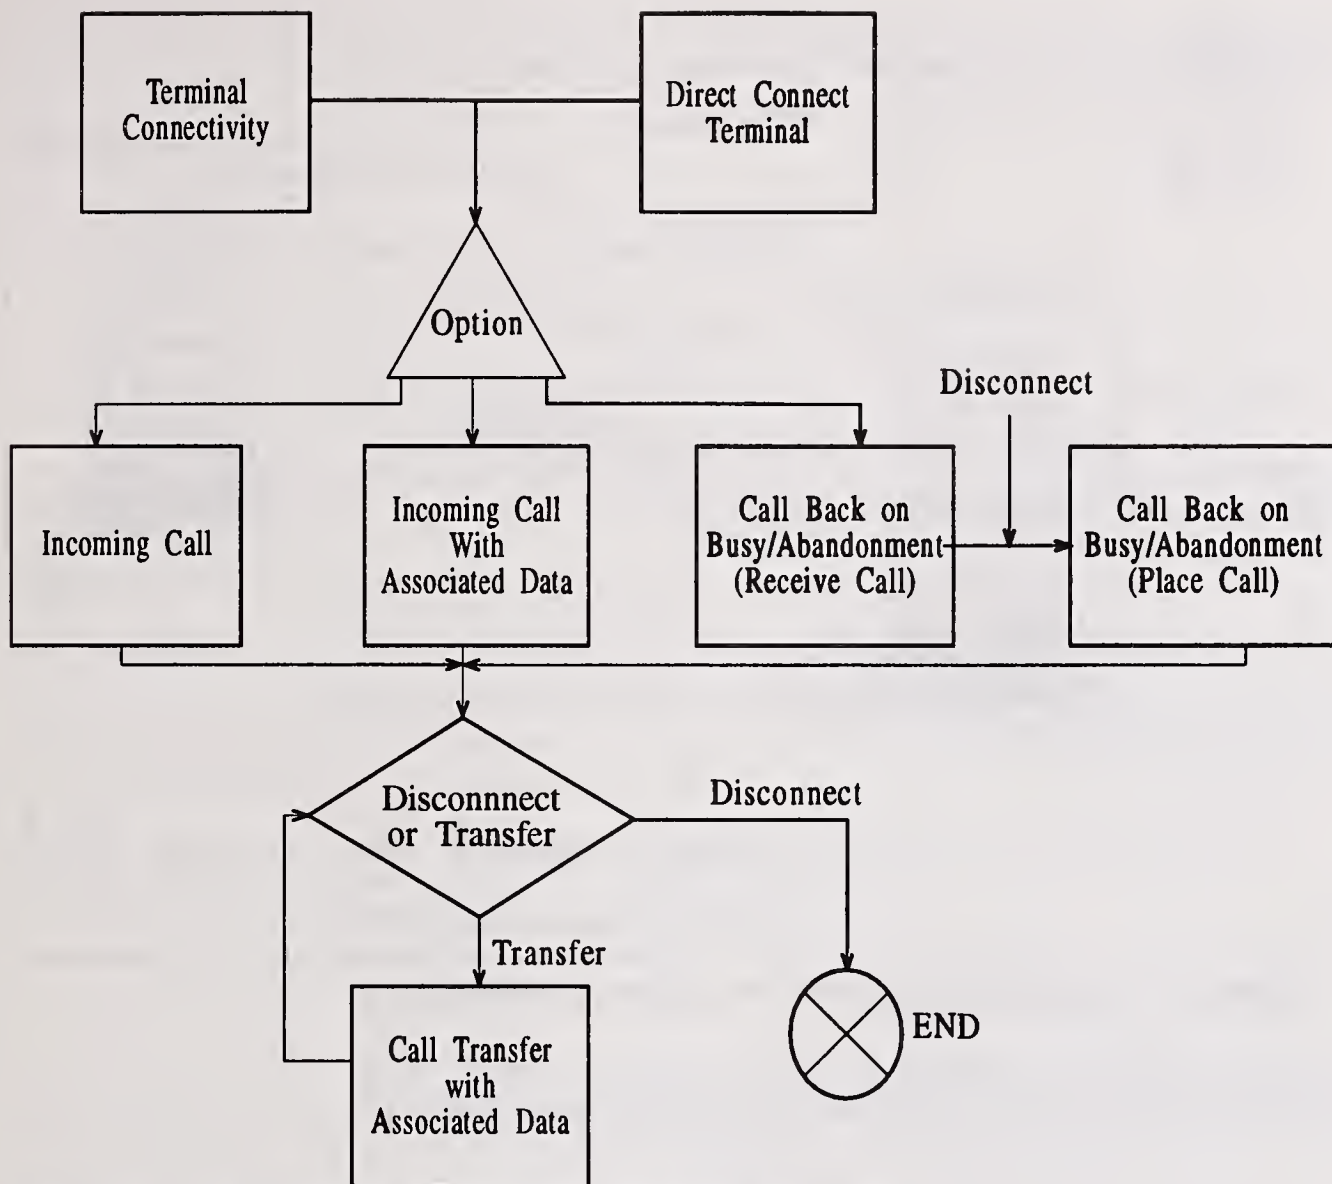 Terminal
Connectivity
Direct Connect
Terminal
Option
Disconnect
Incoming Call
Incoming Call
With
Associated Data
Call Back on
Busy/Abandonment
(Receive Call)
Call Back on
Busy/Abandonment
(Place Call)
Disconnnect
or Transfer
Disconnect
Transfer
Call Transfer
with
Associated Data
END